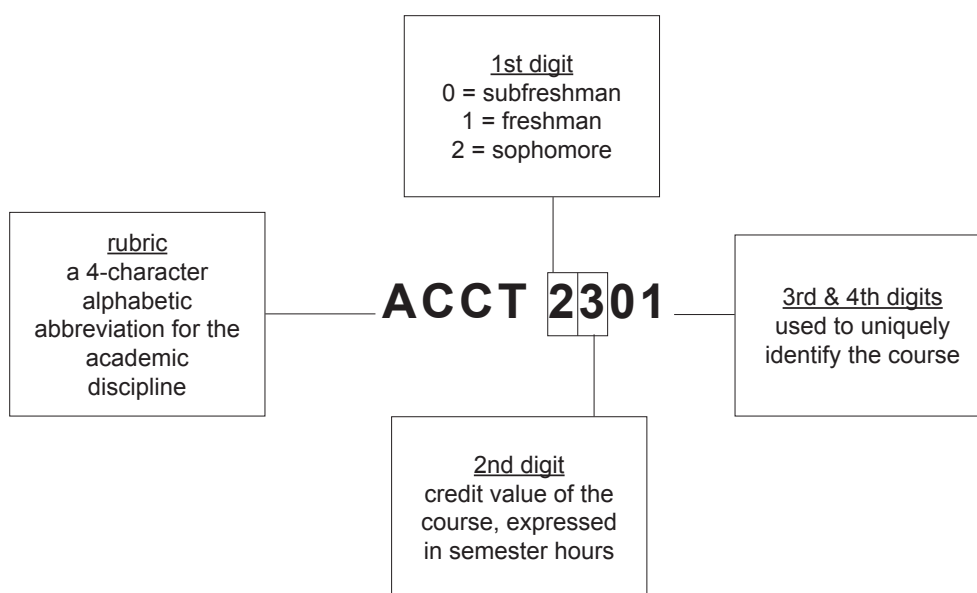 1st digit
0 = subfreshman
1 = freshman
2 = sophomore
rubric
a 4-character
alphabetic
abbreviation for the
academic
discipline
ACCT 2301
3rd & 4th digits
used to uniquely
identify the course
2nd digit
credit value of the
course, expressed
in semester hours